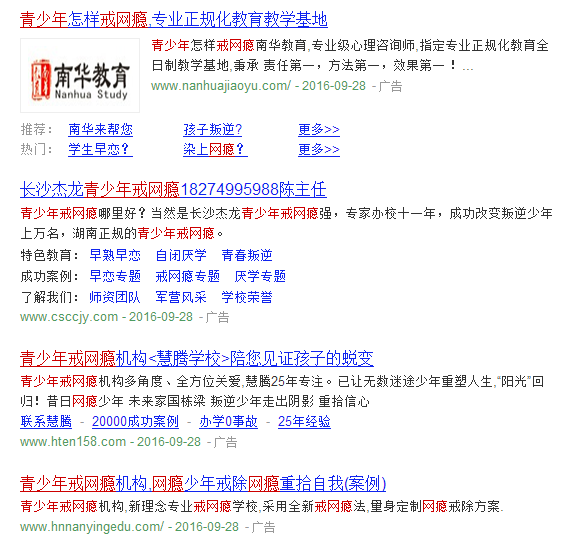 青少年怎样戒网瘾,专业正规化教育教学基地
南华教育
Nanhua Study
青少年怎样戒网瘾南华教育,专业级心理咨询师,指定专业正规化教育全
日制教学基地,秉承 责任第一，方法第一，效果第一！...
www.nanhuajiaoyu.com/ - 2016-09-28 - 广告
推荐： 南华来帮您 孩子叛逆? 更多>>
热门： 学生早恋？ 染上网瘾？ 更多>>
长沙杰龙青少年戒网瘾18274995988陈主任
青少年戒网瘾哪里好？当然是长沙杰龙青少年戒网瘾强，专家办校十一年，成功改变叛逆少年
上万名，湖南正规的青少年戒网瘾。
特色教育： 早熟早恋 自闭厌学 青春叛逆
成功案例： 早恋专题 戒网瘾专题 厌学专题
了解我们： 师资团队 军营风采 学校荣誉
www.csccjy.com - 2016-09-28 - 广告
青少年戒网瘾机构<慧腾学校>陪您见证孩子的蜕变
青少年戒网瘾机构多角度、全方位关爱,慧腾25年专注。已让无数迷途少年重塑人生,“阳光”回
归！昔日网瘾少年 未来家国栋梁 叛逆少年走出阴影 重拾信心
联系慧腾 - 20000成功案例 - 办学0事故 - 25年经验
www.hten158.com - 2016-09-28 - 广告
青少年戒网瘾机构,网瘾少年戒除网瘾重拾自我(案例)
青少年戒网瘾机构,新理念专业戒网瘾学校,采用全新戒网瘾法,量身定制网瘾戒除方案.
www.hnnanyingedu.com/ - 2016-09-28 - 广告